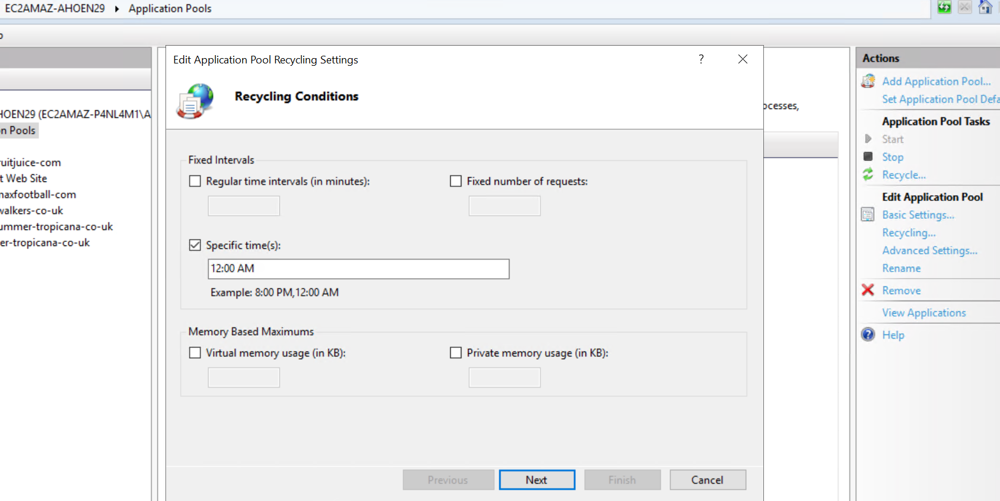 EC2AMAZ-AHOEN29 Application Pools
HOEN29 (EC2AMAZ-P4NL4M1\A
n Pools
ruitjuice-com
t Web Site
naxfootball-com
walkers-co-uk
ummer-tropicana-co-uk
er-tropicana-co-uk
Edit Application Pool Recycling Settings ?
Recycling Conditions
Fixed Intervals
Regular time intervals (in minutes): Fixed number of requests:
Specific time(s):
12:00 AM
Example: 8:00 PM,12:00 AM
Memory Based Maximums
Virtual memory usage (in KB): Private memory usage (in KB):
Previous Next Finish Cancel
ocesses,
Actions
Add Application Pool...
Set Application Pool Defa
Application Pool Tasks
Start
Stop
Recycle...
Edit Application Pool
Basic Settings...
Recycling...
Advanced Settings...
Rename
Remove
View Applications
Help